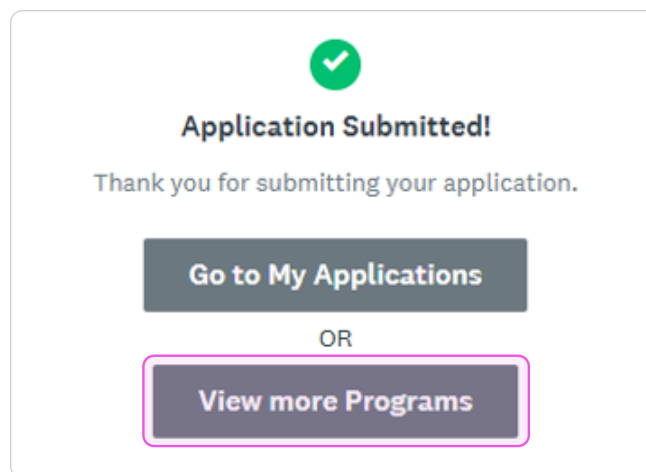 Application Submitted!
Thank you for submitting your application.
Go to My Applications
OR
View more Programs